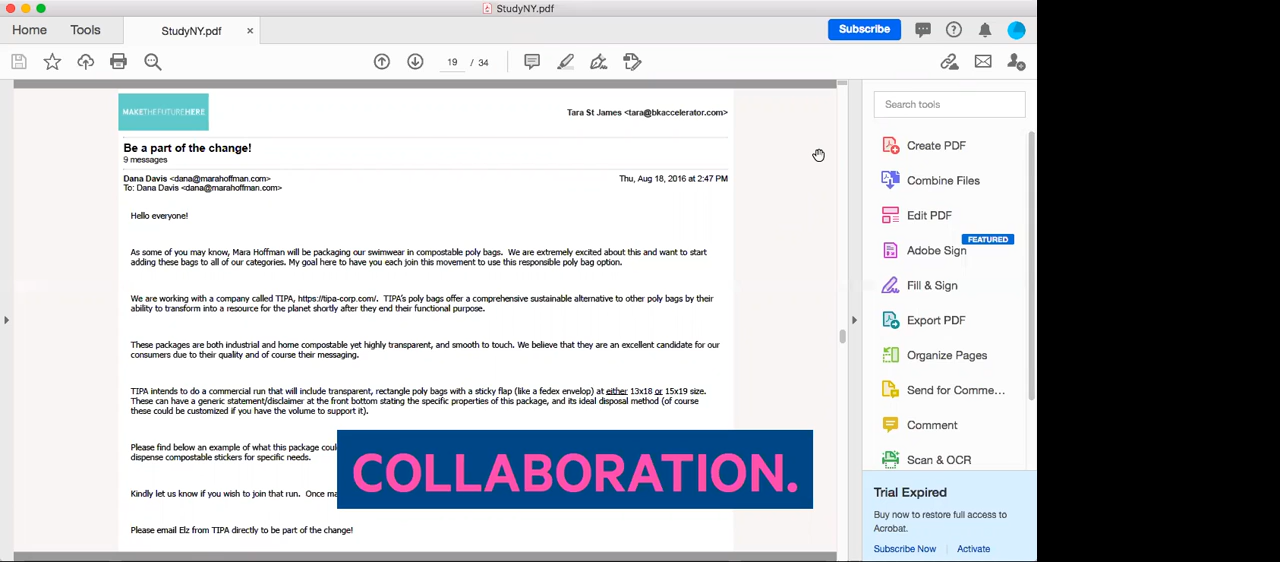 StudyNY.pdf
Home
Tools
StudyNY.pdf
×
Subscribe
19 / 34
MAKETHEFUTUREHERE
Tara St James <tara@bkaccelerator.com>
Be a part of the change!
9 messages
Dana Davis <dana@marahoffman.com>
Thu, Aug 18, 2016 at 2:47 PM
To: Dana Davis <dana@marahoffman.com>
Hello everyone!
As some of you may know, Mara Hoffman will be packaging our swimwear in compostable poly bags. We are extremely excited about this and want to start
adding these bags to all of our categories. My goal here to have you each join this movement to use this responsible poly bag option.
We are working with a company called TIPA, https://tipa-corp.com/. TIPA's poly bags offer a comprehensive sustainable alternative to other poly bags by their
ability to transform into a resource for the planet shortly after they end their functional purpose.
These packages are both industrial and home compostable yet highly transparent, and smooth to touch. We believe that they are an excellent candidate for our
consumers due to their quality and of course their messaging.
TIPA intends to do a commercial run that will include transparent, rectangle poly bags with a sticky flap (like a fedex envelop) at either 13x18 or 15x19 size.
These can have a generic statement/disclaimer at the front bottom stating the specific properties of this package, and its ideal disposal method (of course
these could be customized if you have the volume to support it).
Please find below an example of what this package
dispense compostable stickers for specific needs.
Kindly let us know if you wish to join that run. Once
Please email Elz from TIPA directly to be part of the change!
COLLABORATION.
Search tools
Create PDF
Combine Files
Edit PDF
FEATURED
Adobe Sign
Fill & Sign
Export PDF
Organize Pages
Send for Comme...
Comment
Scan & OCR
Trial Expired
Buy now to restore full access to
Acrobat.
Subscribe Now
Activate